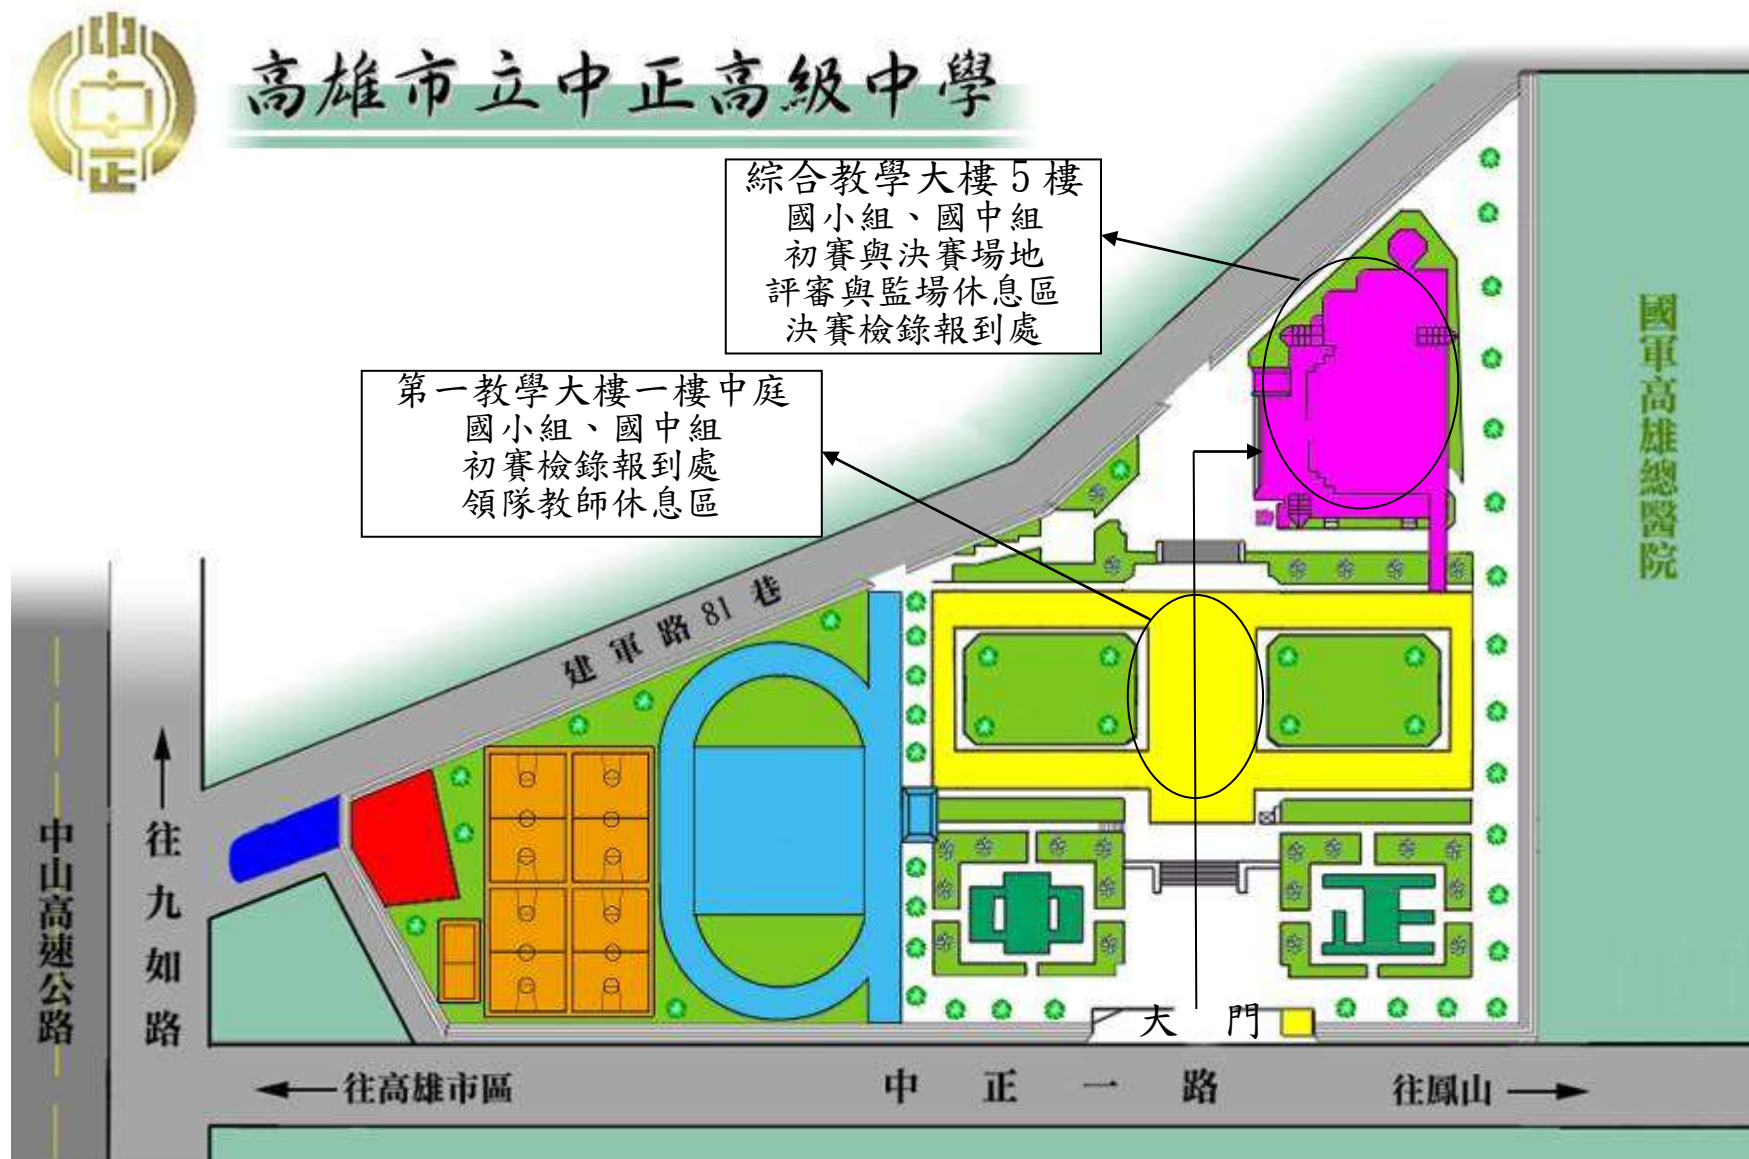 中正
高雄市立中正高級中學
綜合教學大樓5樓
國小組、國中組
初賽與決賽場地
評審與監場休息區
決賽檢錄報到處
第一教學大樓一樓中庭
國小組、國中組
初賽檢錄報到處
領隊教師休息區
國軍高雄總醫院
建軍路81巷
中山高速公路
往九如路
中
正
大 門
往高雄市區
中 正 一 路
往鳳山